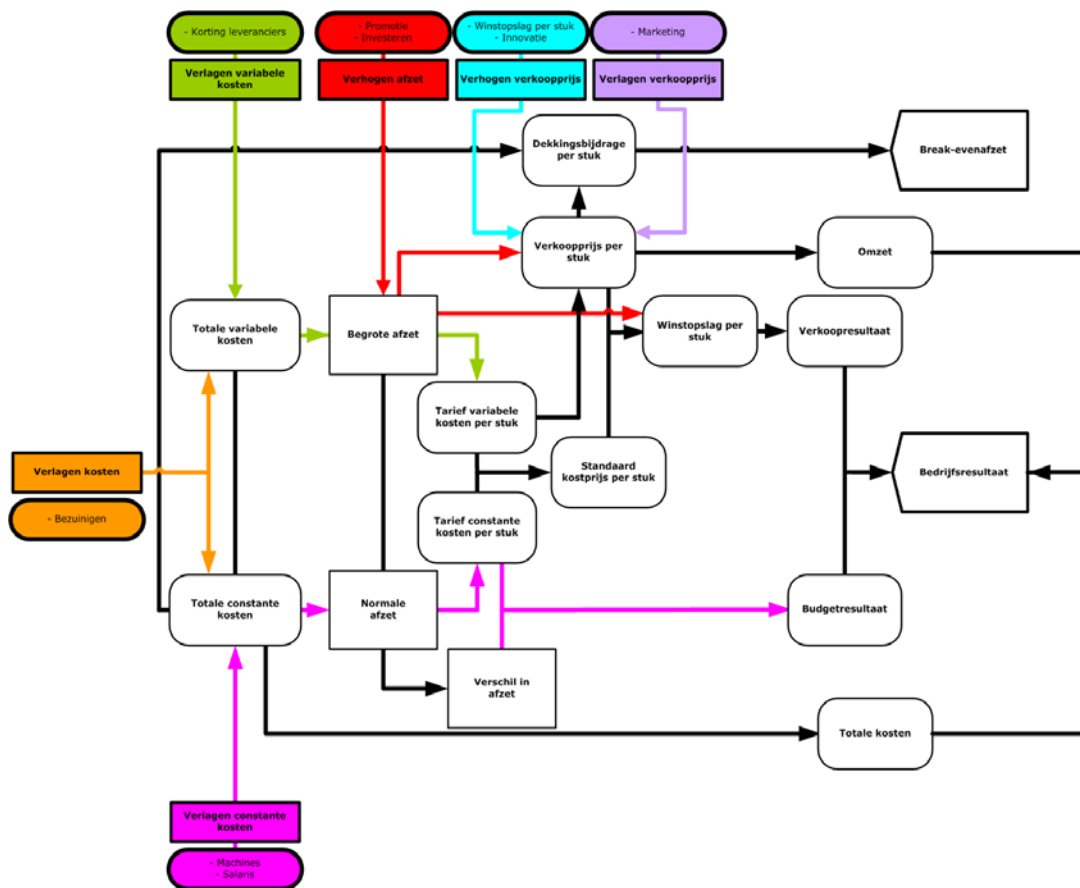 - Korting leveranciers
- Promotie
- Investeren
- Winstopslag per stuk
- Innovatie
- Marketing
Verlagen variabele
kosten
Verhogen afzet
Verhogen verkoopprijs
Verlagen verkoopprijs
Dekkingsbijdrage
per stuk
Break-evenafzet
Verkoopprijs per
stuk
Omzet
Totale variabele
kosten
Begrote afzet
Winstopslag per
stuk
Verkoopresultaat
Tarief variabele
kosten per stuk
Verlagen kosten
Standaard
kostprijs per stuk
Bedrijfsresultaat
- Bezuinigen
Tarief constante
kosten per stuk
Totale constante
kosten
Normale
afzet
Budgetresultaat
Verschil in
afzet
Totale kosten
Verlagen constante
kosten
- Machines
- Salaris